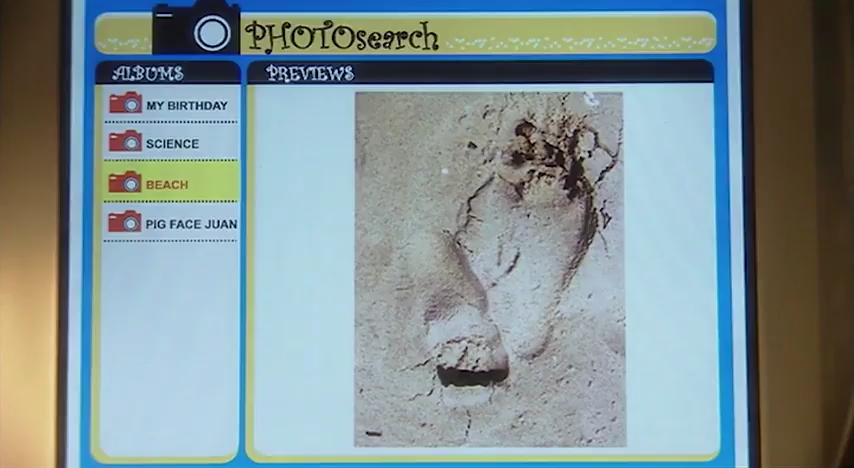 PHOTOsearch
ALBUMS
PREVIEWS
MY BIRTHDAY
SCIENCE
BEACH
PIG FACE JUAN